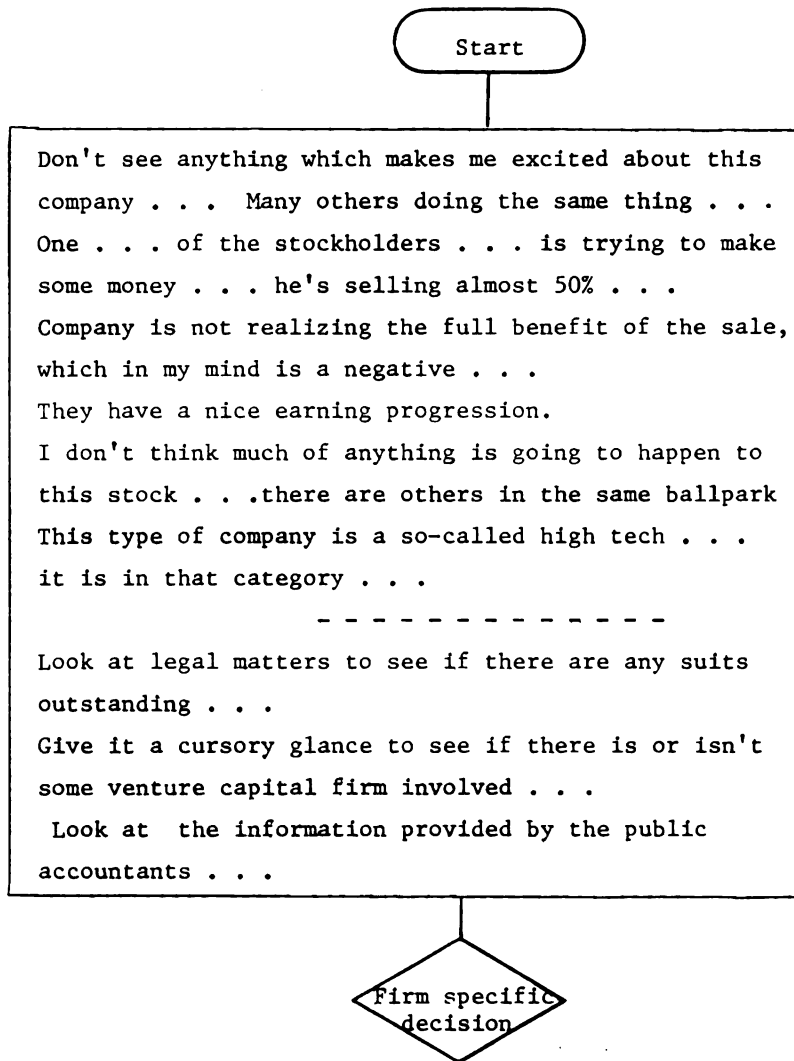 Start
Don't see anything which makes me excited about this
company . . .  Many others doing the same thing . . .
One . . . of the stockholders . . . is trying to make
some money . . . he's selling almost 50% . . .
Company is not realizing the full benefit of the sale,
which in my mind is a negative . . .
They have a nice earning progression.
I don't think much of anything is going to happen to
this stock . . .there are others in the same ballpark
This type of company is a so-called high tech . . .
it is in that category . . .
- - - - - - - - - - - - -
Look at legal matters to see if there are any suits
outstanding . . .
Give it a cursory glance to see if there is or isn't
some venture capital firm involved . . .
Look at  the information provided by the public
accountants . . .
Firm specific
decision